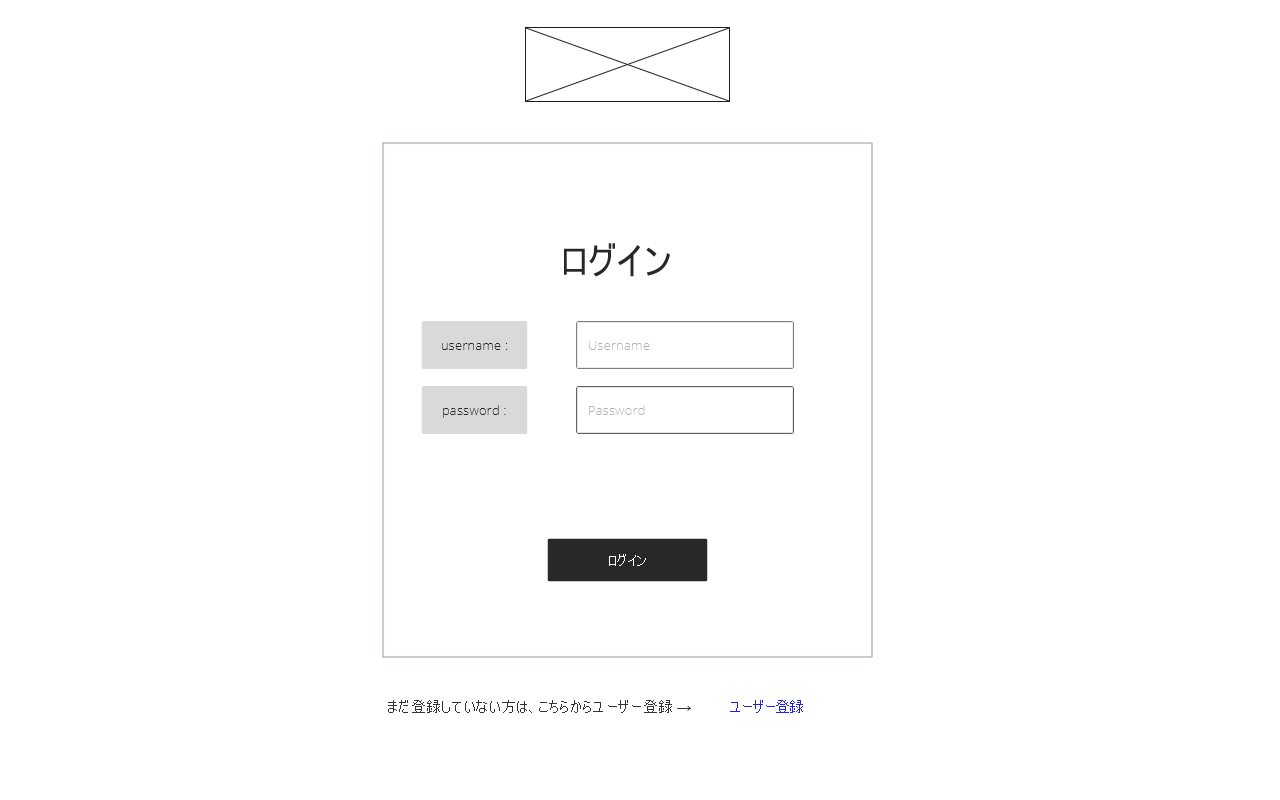 ログイン
username :
Username
password :
Password
ログイン
まだ登録していない方は、こちらからユーザー登録 → ユーザー登録